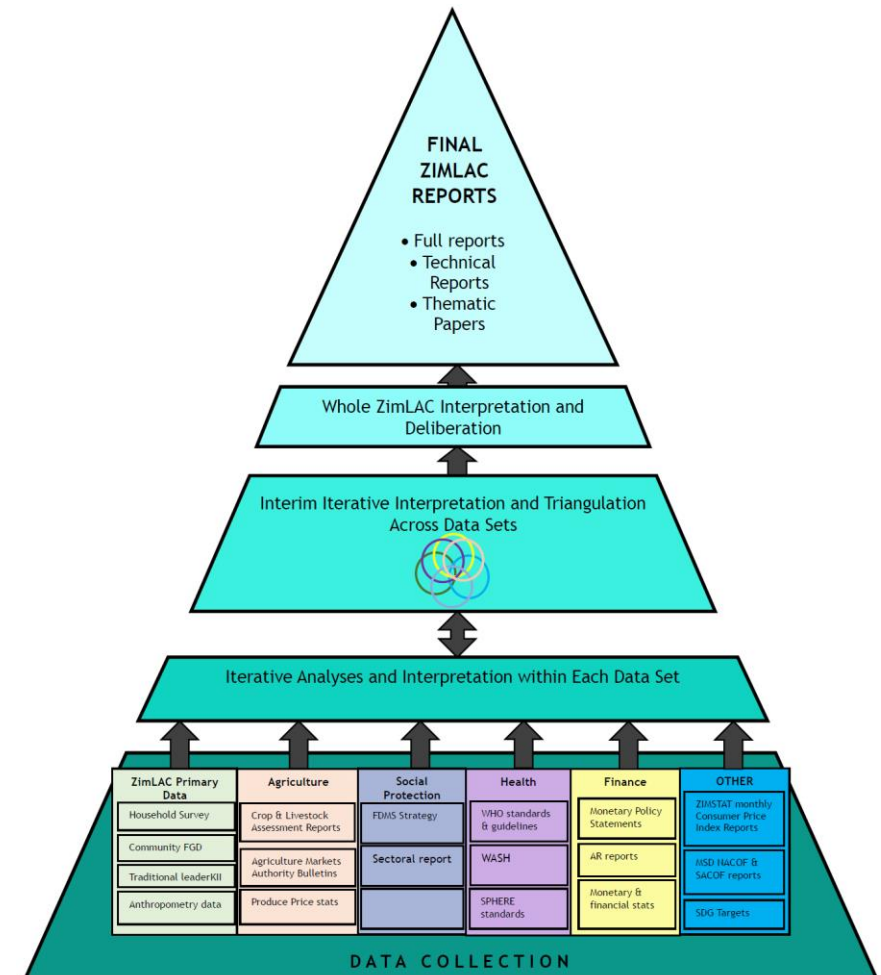 FINAL
ZIMLAC
REPORTS
• Full reports
• Technical
Reports
• Thematic
Papers
Whole ZimLAC Interpretation and
Deliberation
Interim Iterative Interpretation and Triangulation
Across Data Sets
Iterative Analyses and Interpretation within Each Data Set
ZimLAC Primary
Data
Household Survey
Community FGD
Traditional leaderKII
Anthropometry data
Agriculture
Crop & Livestock
Assessment Reports
Agriculture Markets
Authority Bulletins
Produce Price stats
Social
Protection
FDMS Strategy
Sectoral report
Health
WHO standards
& guidelines
WASH
SPHERE
standards
Finance
Monetary Policy
Statements
AR reports
Monetary &
financial stats
OTHER
ZIMSTAT monthly
Consumer Price
Index Reports
MSD NACOF &
SACOF reports
SDG Targets
DATA COLLECTION